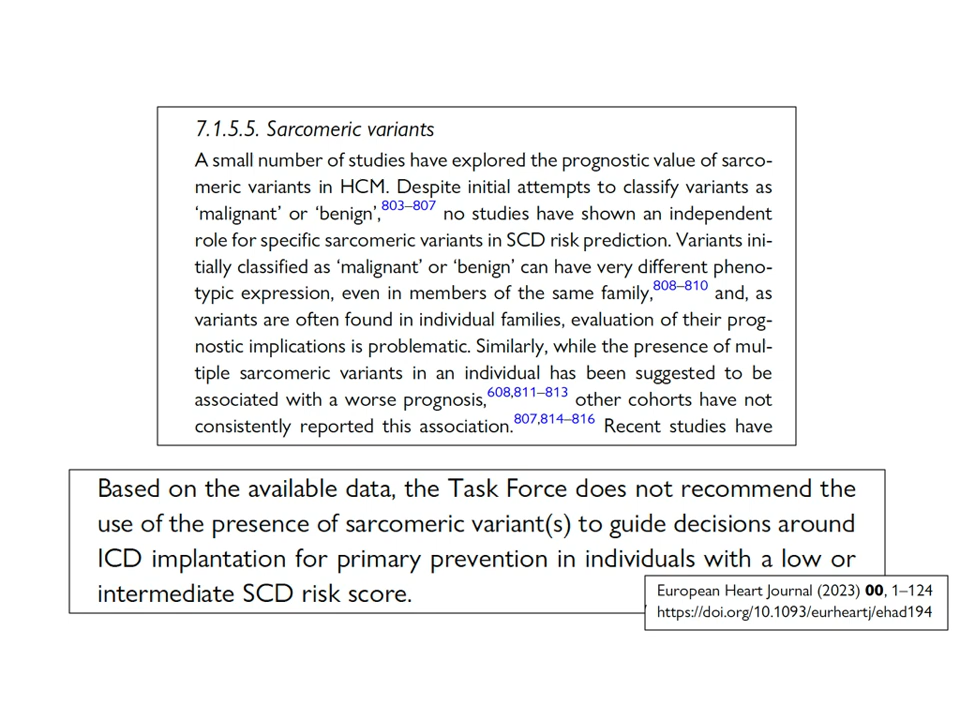 7.1.5.5. Sarcomeric variants
A small number of studies have explored the prognostic value of sarco-
meric variants in HCM. Despite initial attempts to classify variants as
‘malignant’ or ‘benign’,803–807 no studies have shown an independent
role for specific sarcomeric variants in SCD risk prediction. Variants ini-
tially classified as ‘malignant’ or ‘benign’ can have very different pheno-
typic expression, even in members of the same family,808–810 and, as
variants are often found in individual families, evaluation of their prog-
nostic implications is problematic. Similarly, while the presence of mul-
tiple sarcomeric variants in an individual has been suggested to be
associated with a worse prognosis,608,811–813 other cohorts have not
consistently reported this association.807,814–816 Recent studies have
Based on the available data, the Task Force does not recommend the
use of the presence of sarcomeric variant(s) to guide decisions around
ICD implantation for primary prevention in individuals with a low or
intermediate SCD risk score.
European Heart Journal (2023) 00, 1–124
https://doi.org/10.1093/eurheartj/ehad194